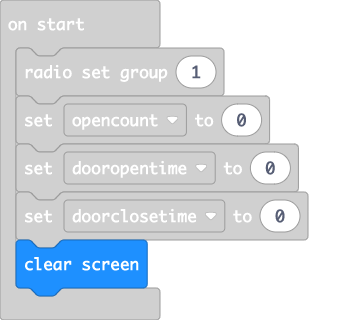 on start
radio set group 1
set opencount to 0
set dooropentime to 0
set doorclosetime to 0
clear screen